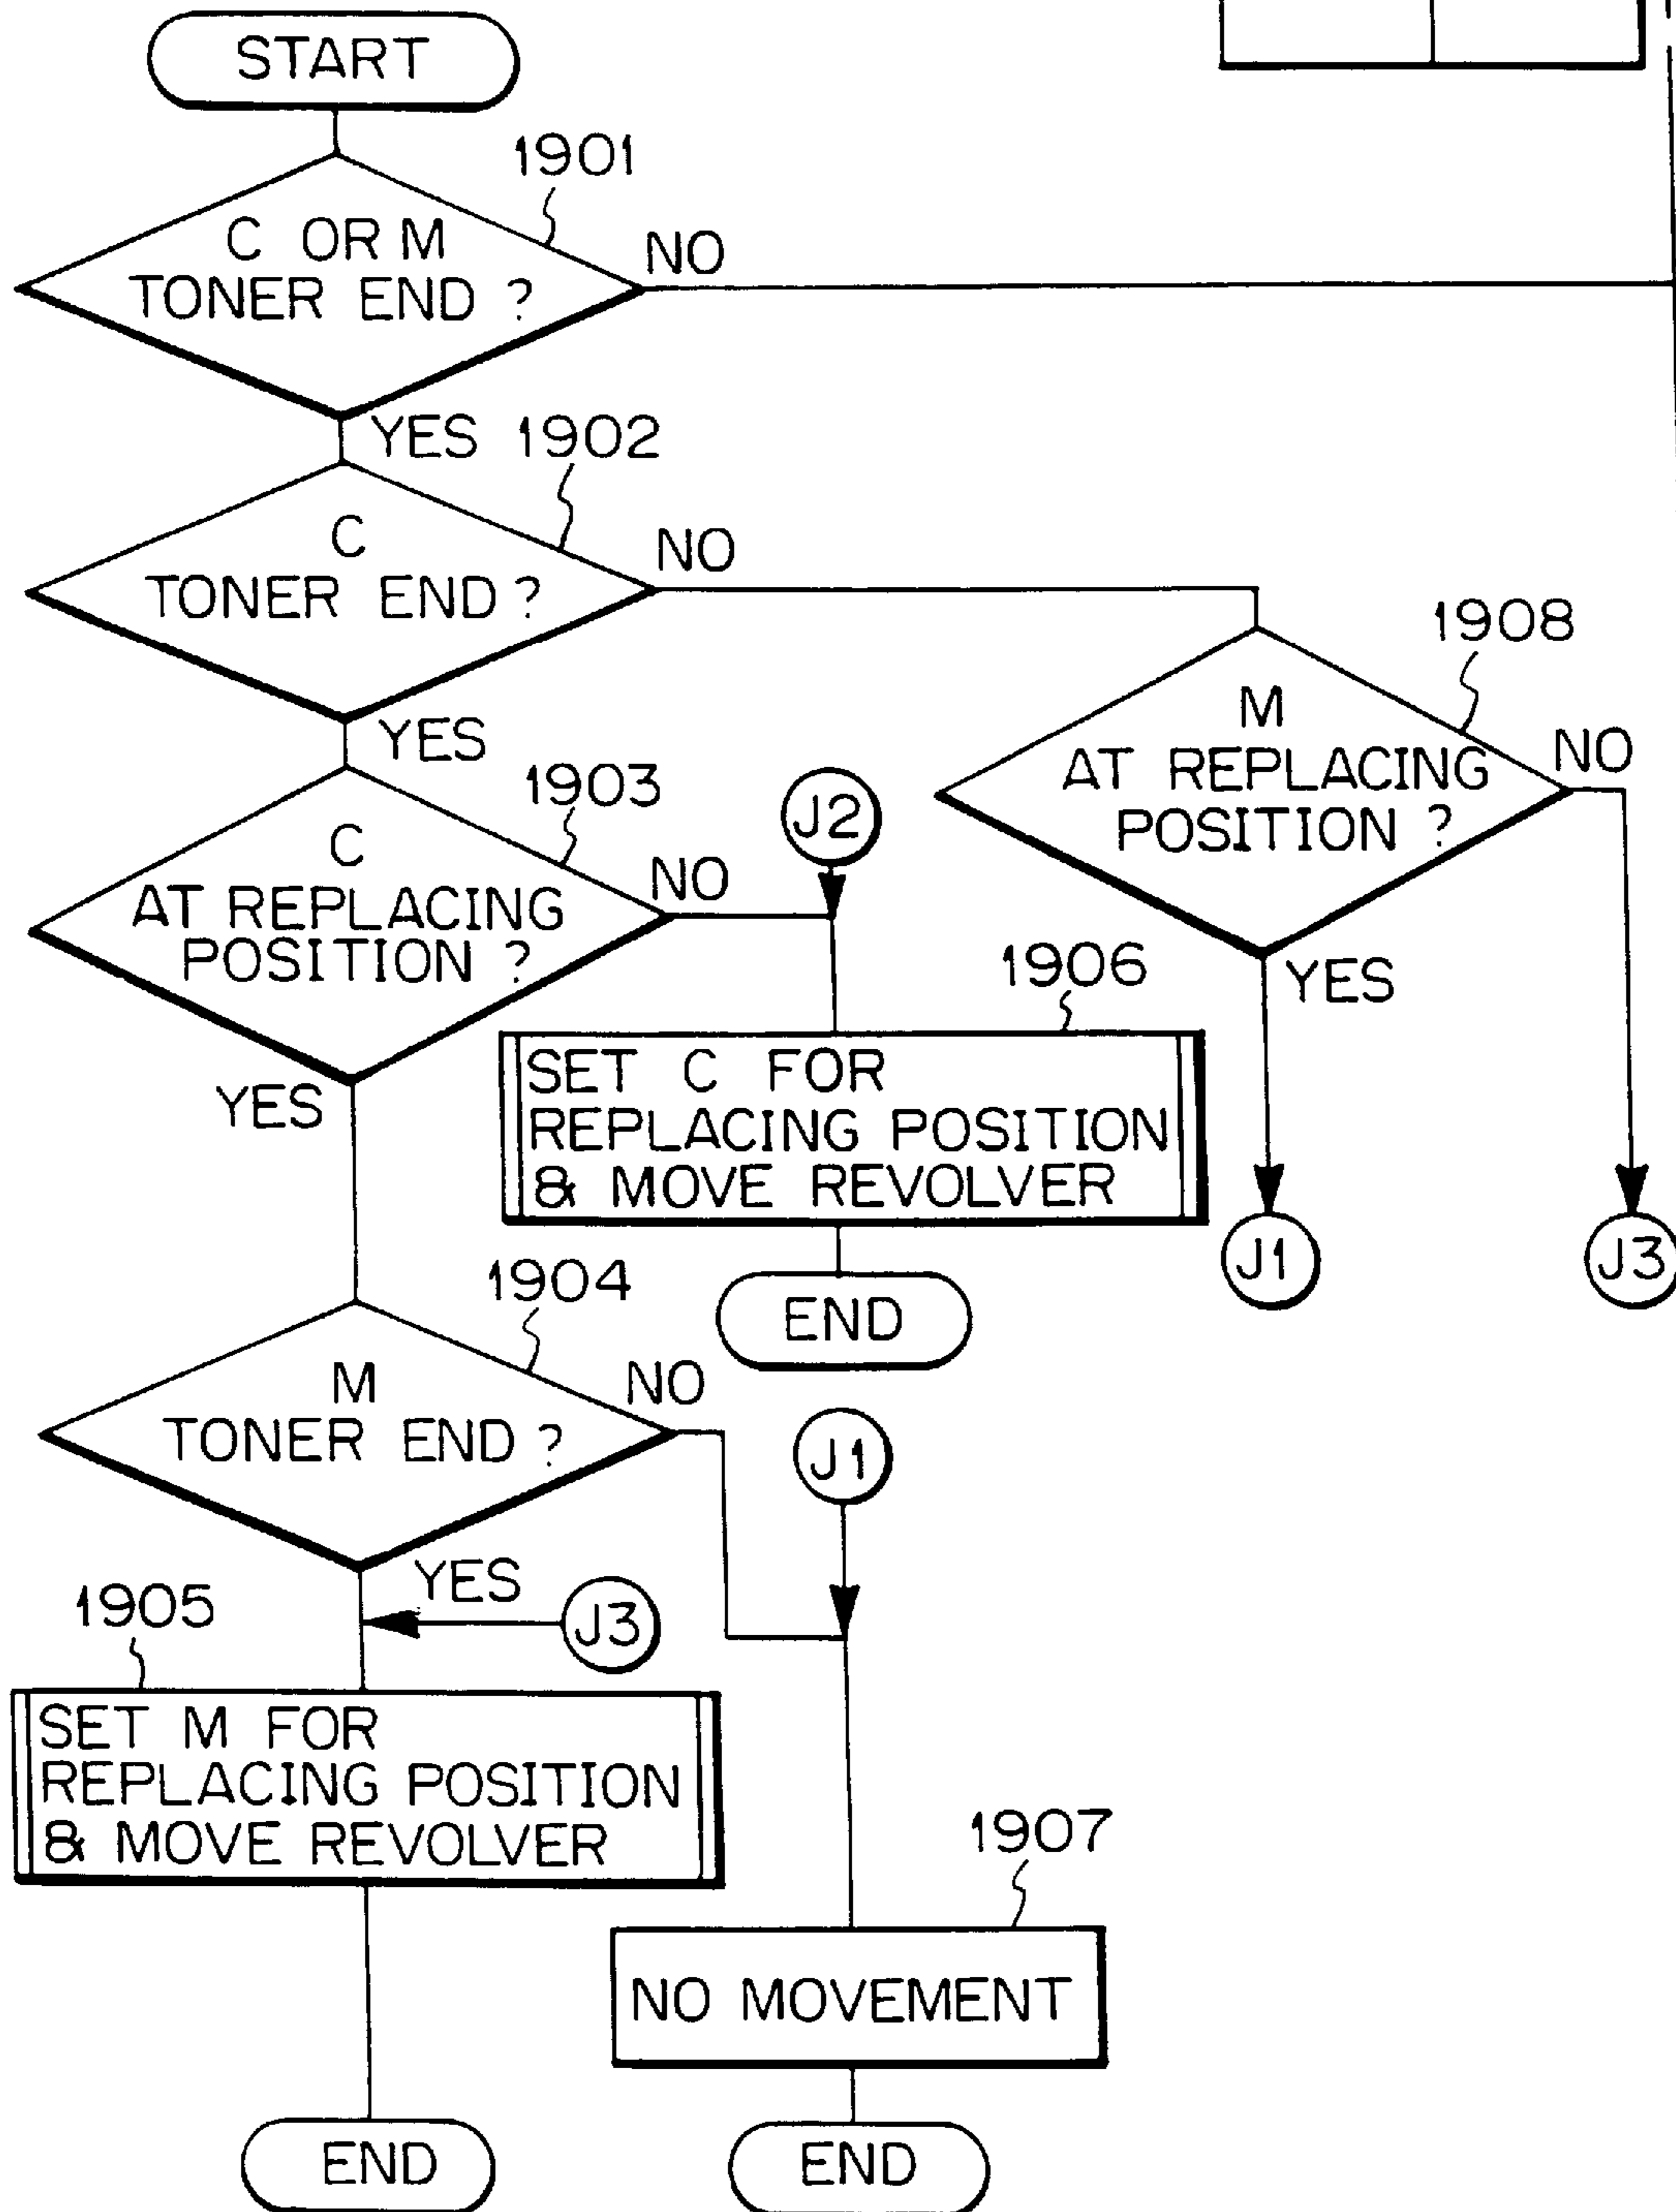 START
1901
C OR M
TONER END ?
NO
YES
1902
C
TONER END ?
NO
YES
1908
M
AT REPLACING
POSITION ?
NO
YES
J1
J3
1903
C
AT REPLACING
POSITION ?
NO
YES
J2
1906
SET C FOR
REPLACING POSITION
& MOVE REVOLVER
END
1904
M
TONER END ?
NO
YES
J1
J3
1905
SET M FOR
REPLACING POSITION
& MOVE REVOLVER
1907
NO MOVEMENT
END
END